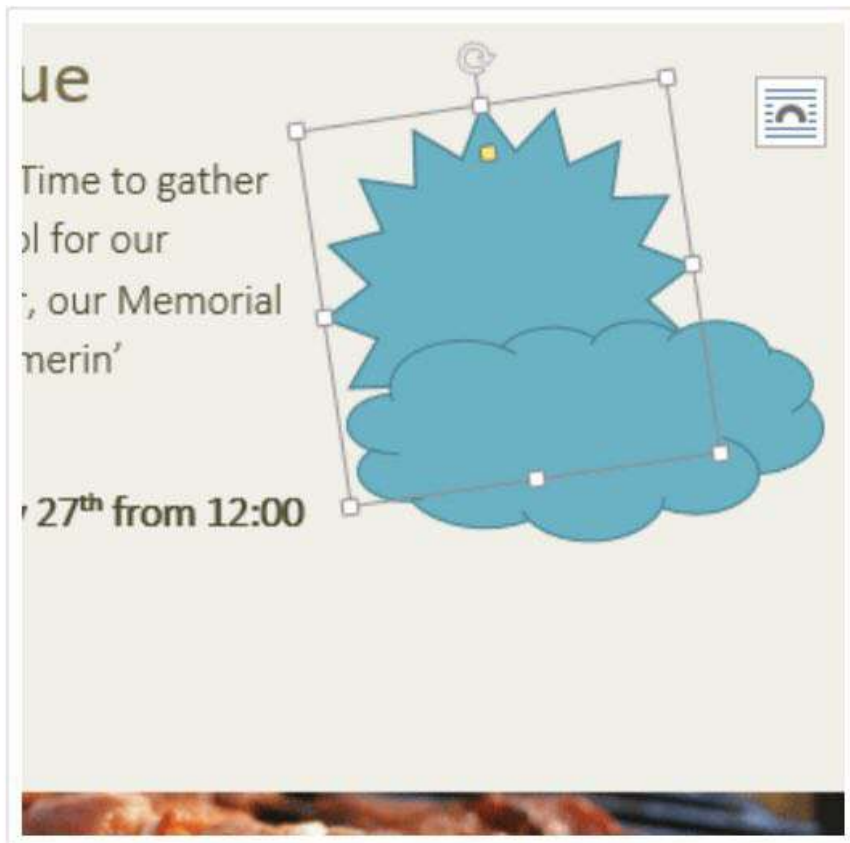 ue
Time to gather
ol for our
, our Memorial
merin’
27th from 12:00